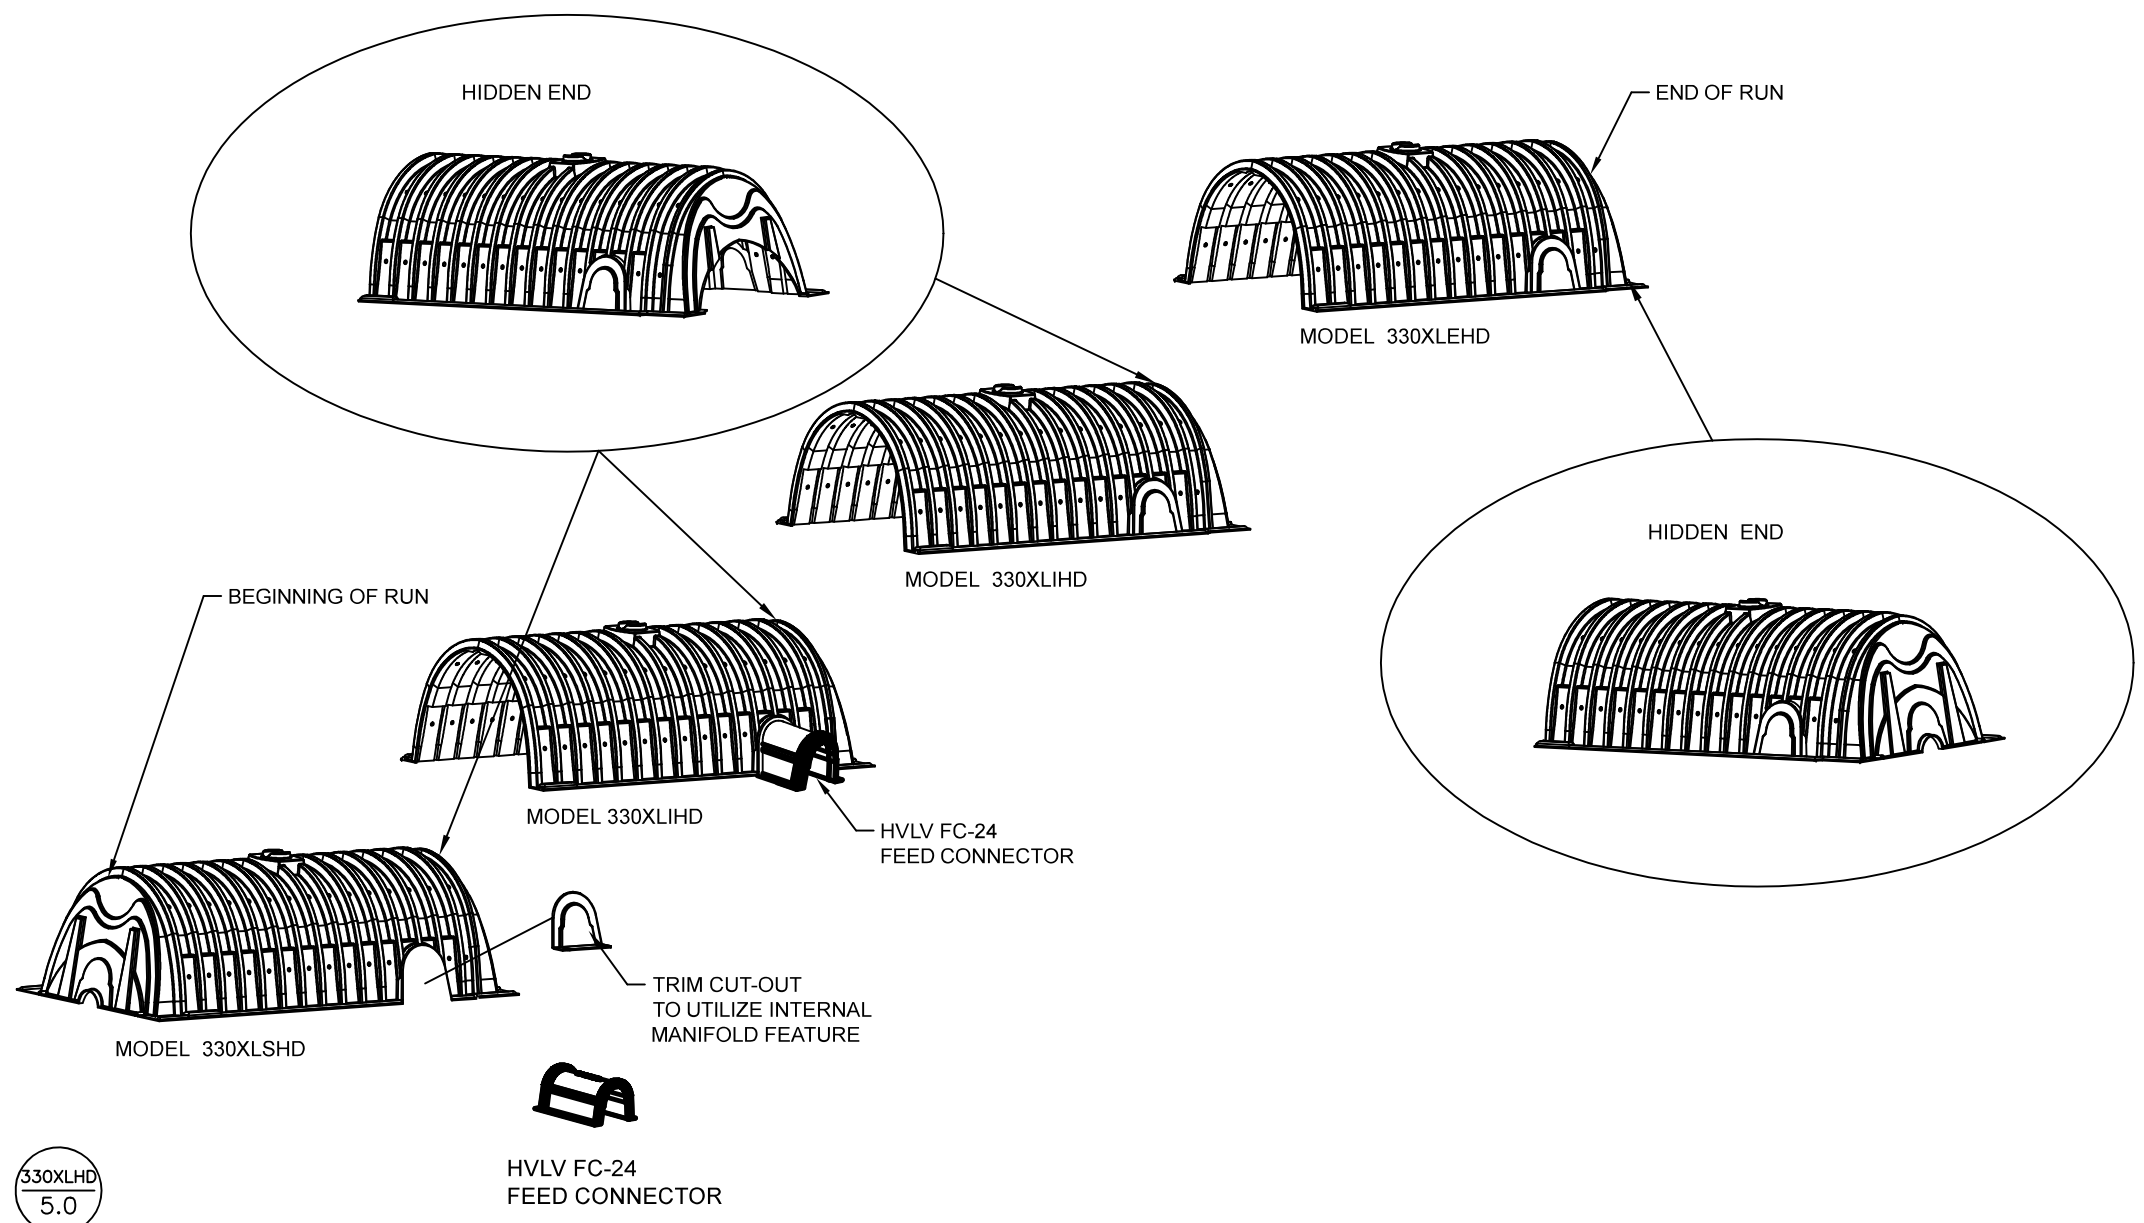 HIDDEN END
END OF RUN
MODEL 330XLEHD
HIDDEN END
MODEL 330XLIHD
BEGINNING OF RUN
MODEL 330XLIHD
HVLV FC-24
FEED CONNECTOR
TRIM CUT-OUT
TO UTILIZE INTERNAL
MANIFOLD FEATURE
MODEL 330XLSHD
HVLV FC-24
FEED CONNECTOR
330XLHD
5.0